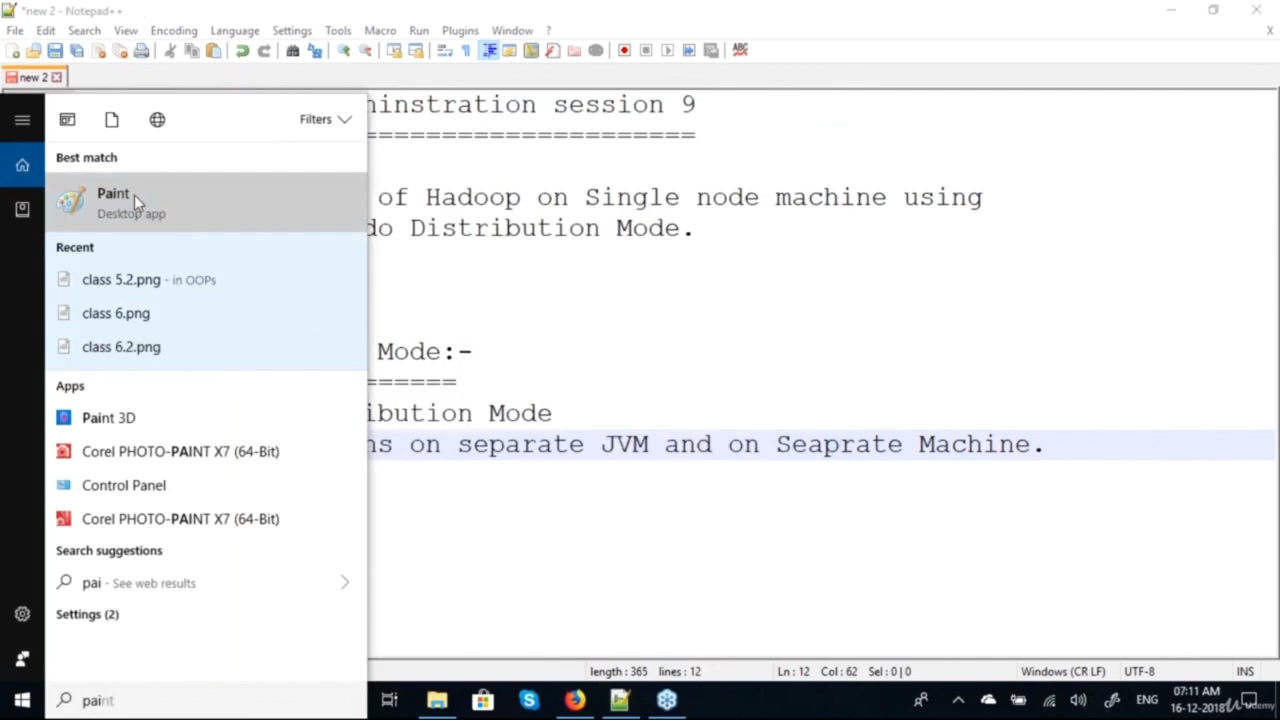 *new 2 - Notepad++
File Edit Search View Encoding Language Settings Tools Macro Run Plugins Window ? X
new 2
Filters
Best match
Paint
Desktop app
Recent
class 5.2.png - in OOPs
class 6.png
class 6.2.png
Apps
Paint 3D
Corel PHOTO-PAINT X7 (64-Bit)
Control Panel
Corel PHOTO-PAINT X7 (64-Bit)
Search suggestions
pai - See web results
Settings (2)
paint
ninstration session 9
=====================
of Hadoop on Single node machine using
do Distribution Mode.
Mode:-
======
ibution Mode
ns on separate JVM and on Seaprate Machine.
length : 365 lines : 12 Ln : 12 Col : 62 Sel : 0 | 0 Windows (CR LF) UTF-8 INS
ENG
07:11 AM
16-12-2018
Udemy